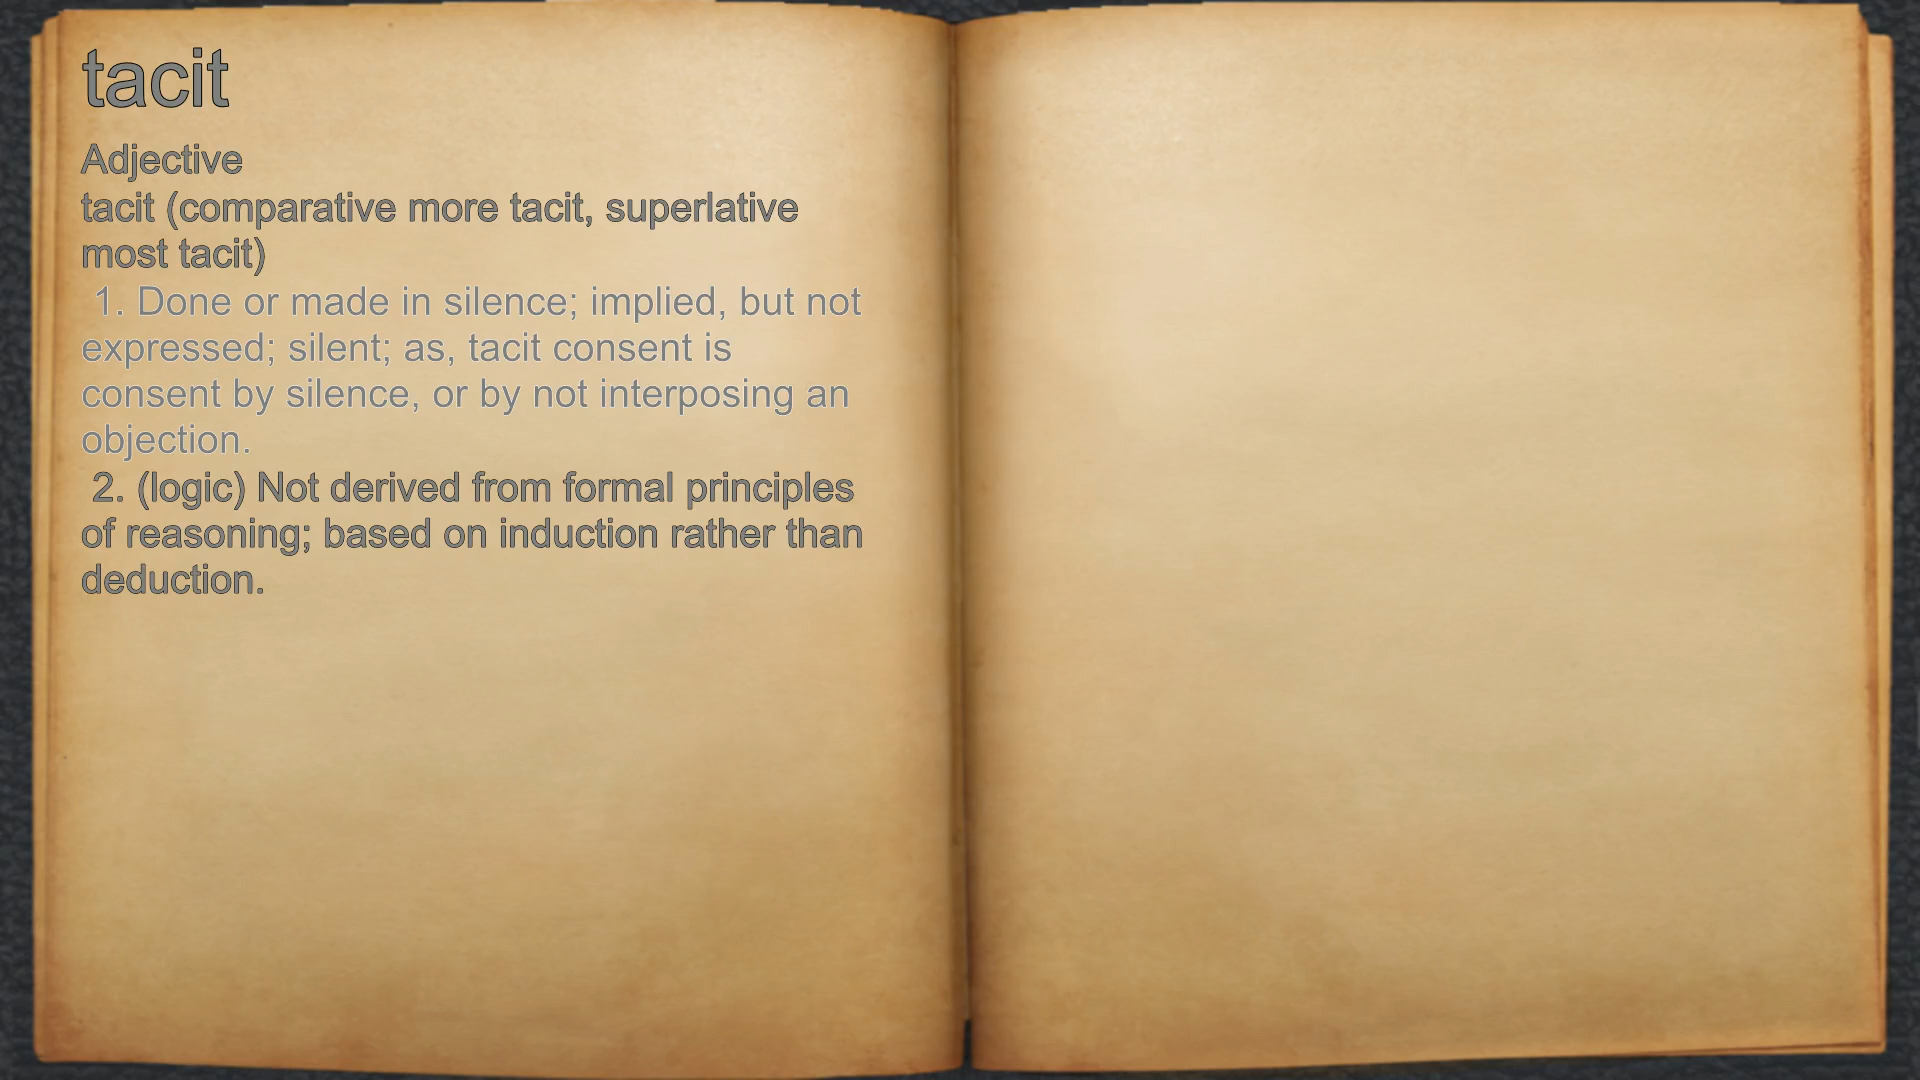 tacit
Adjective
tacit (comparative more tacit, superlative
most tacit)
1. Done or made in silence; implied, but not
expressed; silent; as, tacit consent is
consent by silence, or by not interposing an
objection.
2. (logic) Not derived from formal principles
of reasoning; based on induction rather than
deduction.